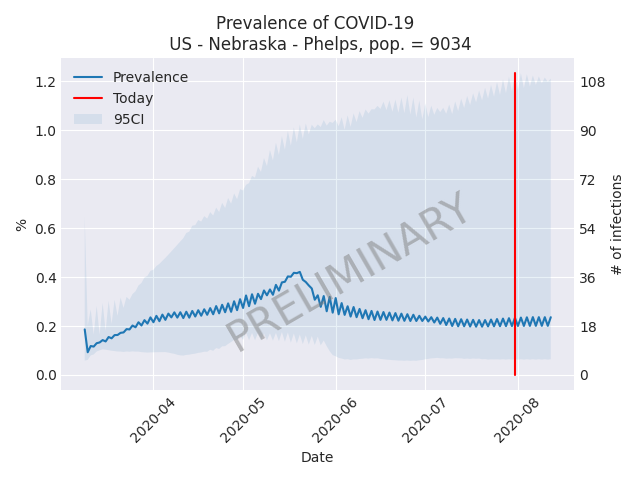 Prevalence of COVID-19
US - Nebraska - Phelps, pop. = 9034
Prevalence
Today
95CI
1.2
1.0
0.8
0.6
0.4
0.2
0.0
%
108
90
72
54
36
18
0
# of infections
PRELIMINARY
2020-04
2020-05
2020-06
2020-07
2020-08
Date